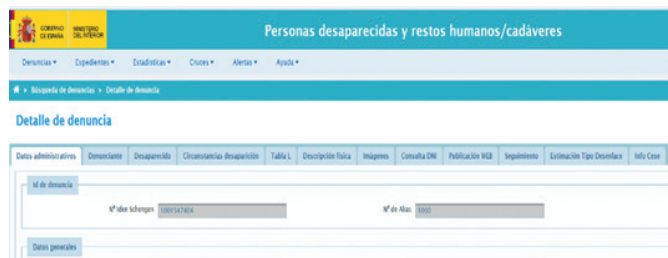 GOBIERNO DE ESPAÑA
MINISTERIO DEL INTERIOR
Personas desaparecidas y restos humanos/cadáveres
Denuncias Expedientes Estadísticas Cruces Alertas Ayuda
Búsqueda de denuncias Detalle de denuncia
Detalle de denuncia
Datos administrativos Denunciante Desaparecido Circunstancias desaparición Tabla L Descripción física Imágenes Consulta DNI Publicación WEB Seguimiento Estimación Tipo Desenlace Info Cese
Id de denuncia
Nº Iden Schengen Nº de Alias
Datos generales